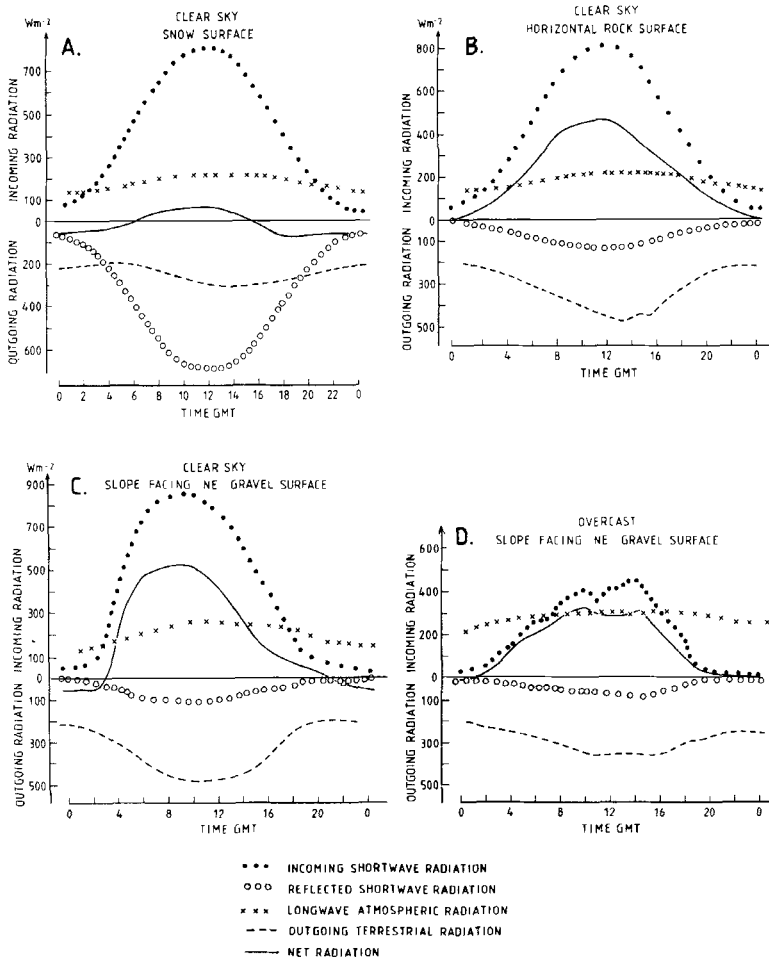 Wm⁻²
A.
CLEAR SKY
SNOW SURFACE
INCOMING RADIATION
OUTGOING RADIATION
700
500
300
200
100
0
200
400
600
0 2 4 6 8 10 12 14 16 18 20 22 0
TIME GMT
B.
CLEAR SKY
HORIZONTAL ROCK SURFACE
INCOMING RADIATION
OUTGOING RADIATION
800
600
400
200
0
100
300
500
0 4 8 12 16 20 0
TIME GMT
Wm⁻²
C.
CLEAR SKY
SLOPE FACING NE GRAVEL SURFACE
INCOMING RADIATION
OUTGOING RADIATION
900
700
500
300
100
0
100
300
500
0 4 8 12 16 20 0
TIME GMT
D.
OVERCAST
SLOPE FACING NE GRAVEL SURFACE
INCOMING RADIATION
OUTGOING RADIATION
600
400
200
0
100
300
500
0 4 8 12 16 20 0
TIME GMT
INCOMING SHORTWAVE RADIATION
REFLECTED SHORTWAVE RADIATION
LONGWAVE ATMOSPHERIC RADIATION
OUTGOING TERRESTRIAL RADIATION
NET RADIATION